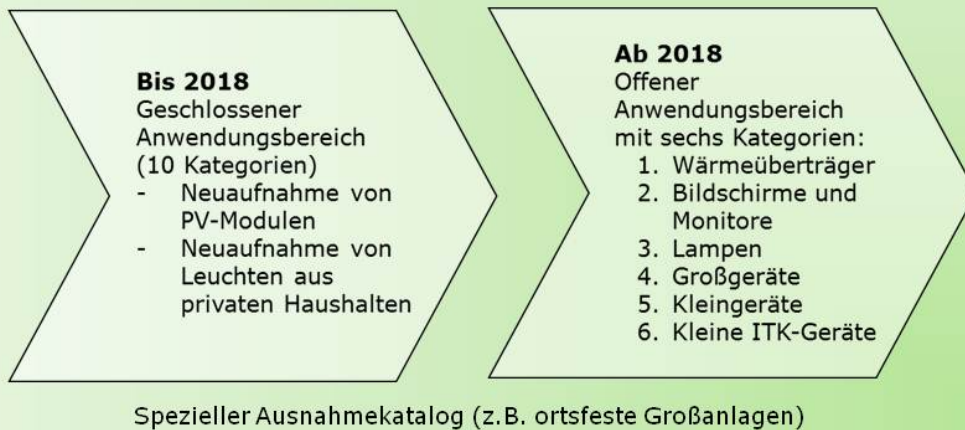 Bis 2018
Geschlossener
Anwendungsbereich
(10 Kategorien)
- Neuaufnahme von
PV-Modulen
- Neuaufnahme von
Leuchten aus
privaten Haushalten
Ab 2018
Offener
Anwendungsbereich
mit sechs Kategorien:
1. Wärmeüberträger
2. Bildschirme und
Monitore
3. Lampen
4. Großgeräte
5. Kleingeräte
6. Kleine ITK-Geräte
Spezieller Ausnahmekatalog (z.B. ortsfeste Großanlagen)